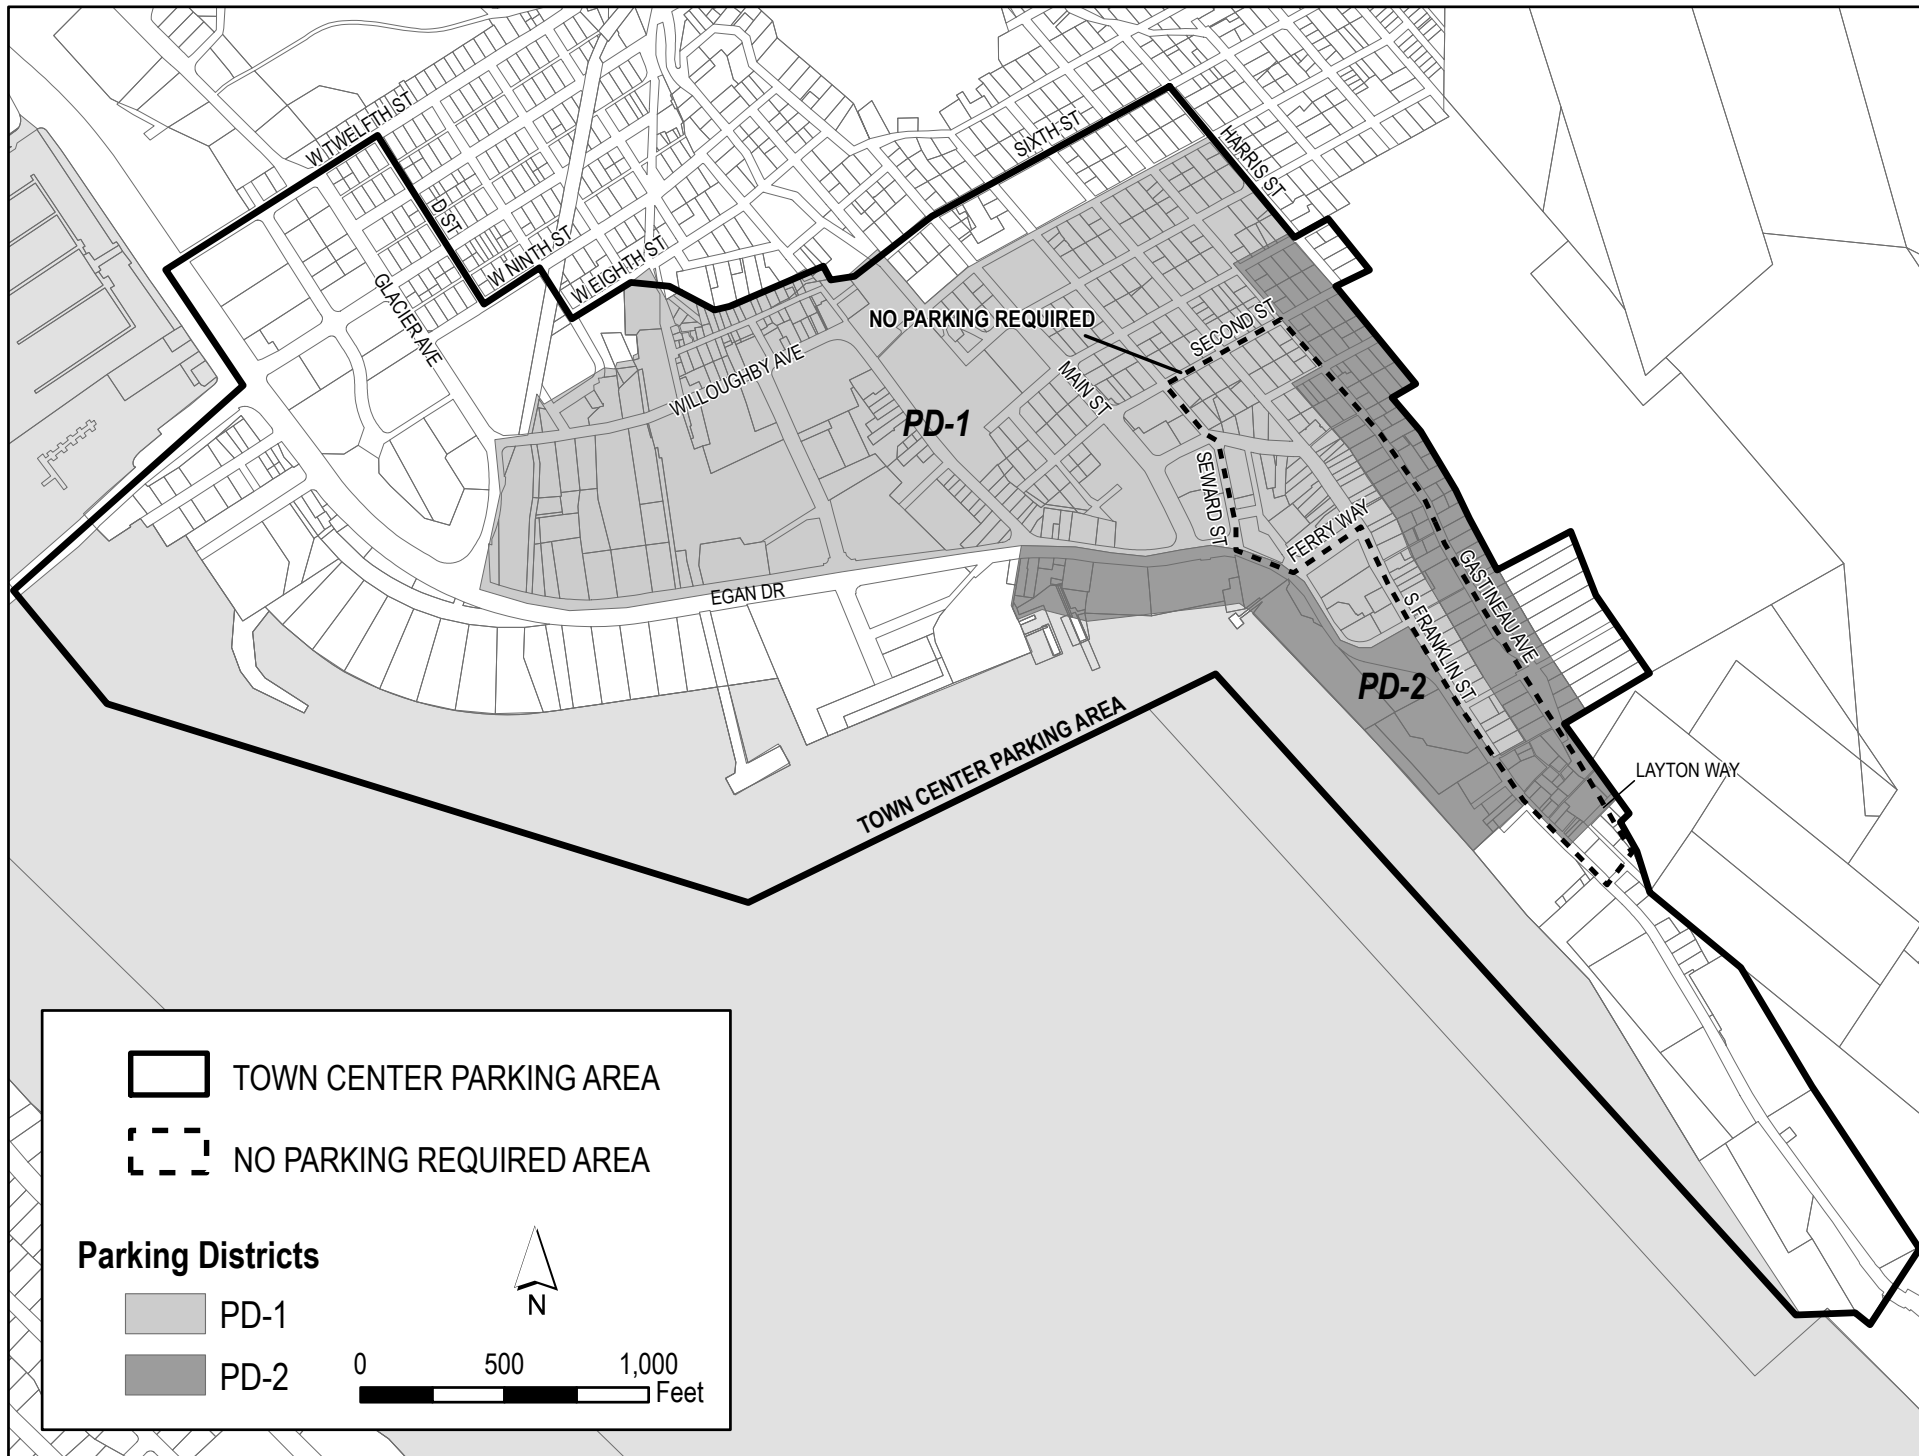 W TWELFTH ST
SIXTH ST
HARRIS ST
D ST
W NINTH ST
W EIGHTH ST
GLACIER AVE
NO PARKING REQUIRED
SECOND ST
WILLOUGHBY AVE
MAIN ST
PD-1
SEWARD ST
FERRY WAY
EGAN DR
GASTINEAU AVE
S FRANKLIN ST
PD-2
TOWN CENTER PARKING AREA
LAYTON WAY
TOWN CENTER PARKING AREA
NO PARKING REQUIRED AREA
Parking Districts
PD-1
PD-2
N
0 500 1,000
Feet